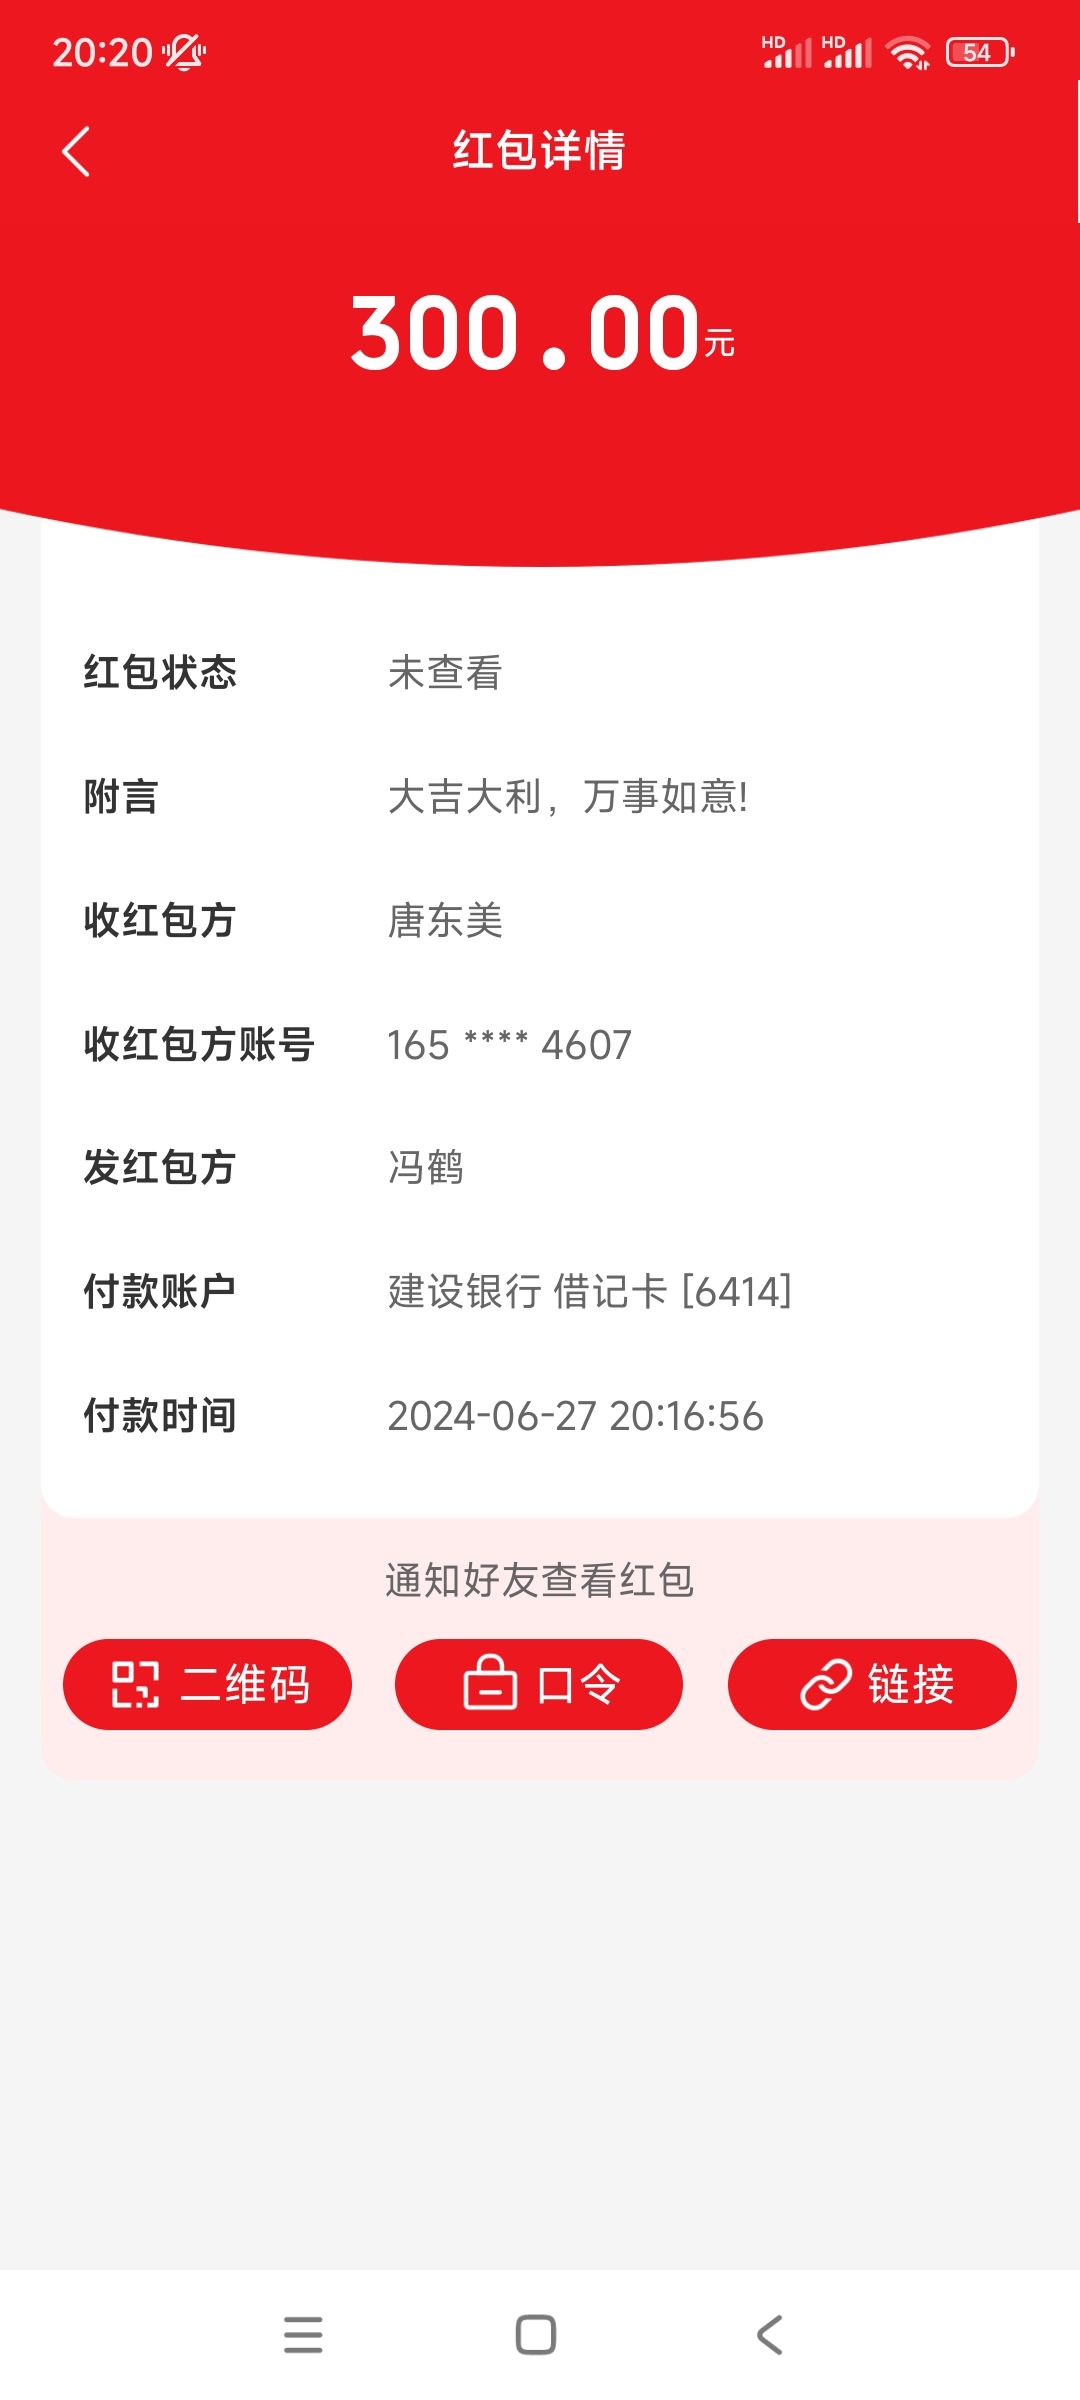 20:20
HD HD 54
红包详情
300.00元
红包状态 未查看
附言 大吉大利，万事如意!
收红包方 唐东美
收红包方账号 165 **** 4607
发红包方 冯鹤
付款账户 建设银行 借记卡 [6414]
付款时间 2024-06-27 20:16:56
通知好友查看红包
二维码 口令 链接